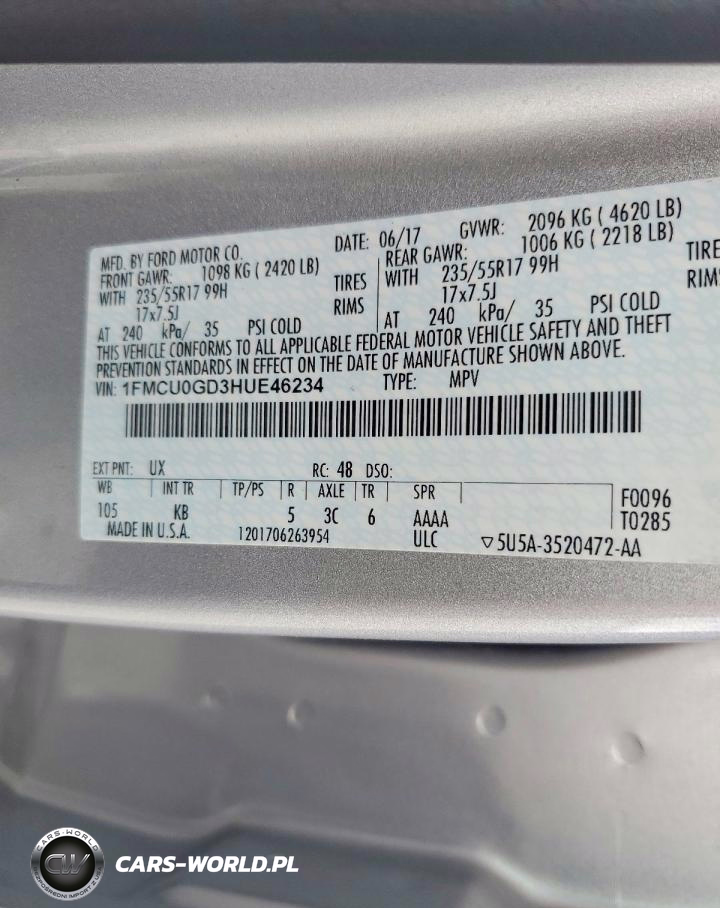 MFD. BY FORD MOTOR CO.
DATE: 06/17
GVWR: 2096 KG ( 4620 LB)
FRONT GAWR: 1098 KG ( 2420 LB)
WITH 235/55R17 99H TIRES
17x7.5J RIMS
AT 240 kPa/ 35 PSI COLD
REAR GAWR: 1006 KG ( 2218 LB)
WITH 235/55R17 99H TIRE
17x7.5J RIM
AT 240 kPa/ 35 PSI COLD
THIS VEHICLE CONFORMS TO ALL APPLICABLE FEDERAL MOTOR VEHICLE SAFETY AND THEFT
PREVENTION STANDARDS IN EFFECT ON THE DATE OF MANUFACTURE SHOWN ABOVE.
VIN: 1FMCU0GD3HUE46234 TYPE: MPV
EXT PNT: UX RC: 48 DSO:
WB INT TR TP/PS R AXLE TR SPR F0096
105 KB 5 3C 6 AAAA T0285
MADE IN U.S.A. 1201706263954 ULC ▽5U5A-3520472-AA
CARS-WORLD
CW
CARS-WORLD.PL